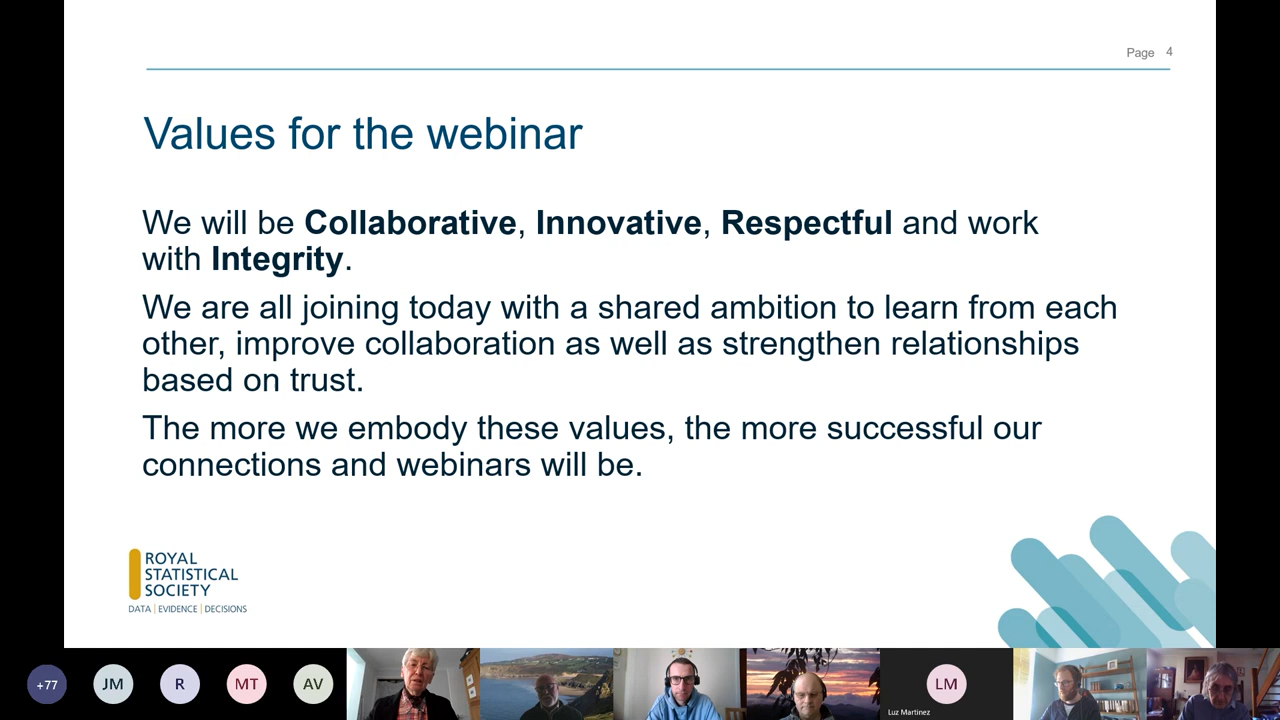 Page 4
Values for the webinar
We will be Collaborative, Innovative, Respectful and work
with Integrity.
We are all joining today with a shared ambition to learn from each
other, improve collaboration as well as strengthen relationships
based on trust.
The more we embody these values, the more successful our
connections and webinars will be.
ROYAL
STATISTICAL
SOCIETY
DATA | EVIDENCE | DECISIONS
+77 JM R MT AV LM
Luz Martinez